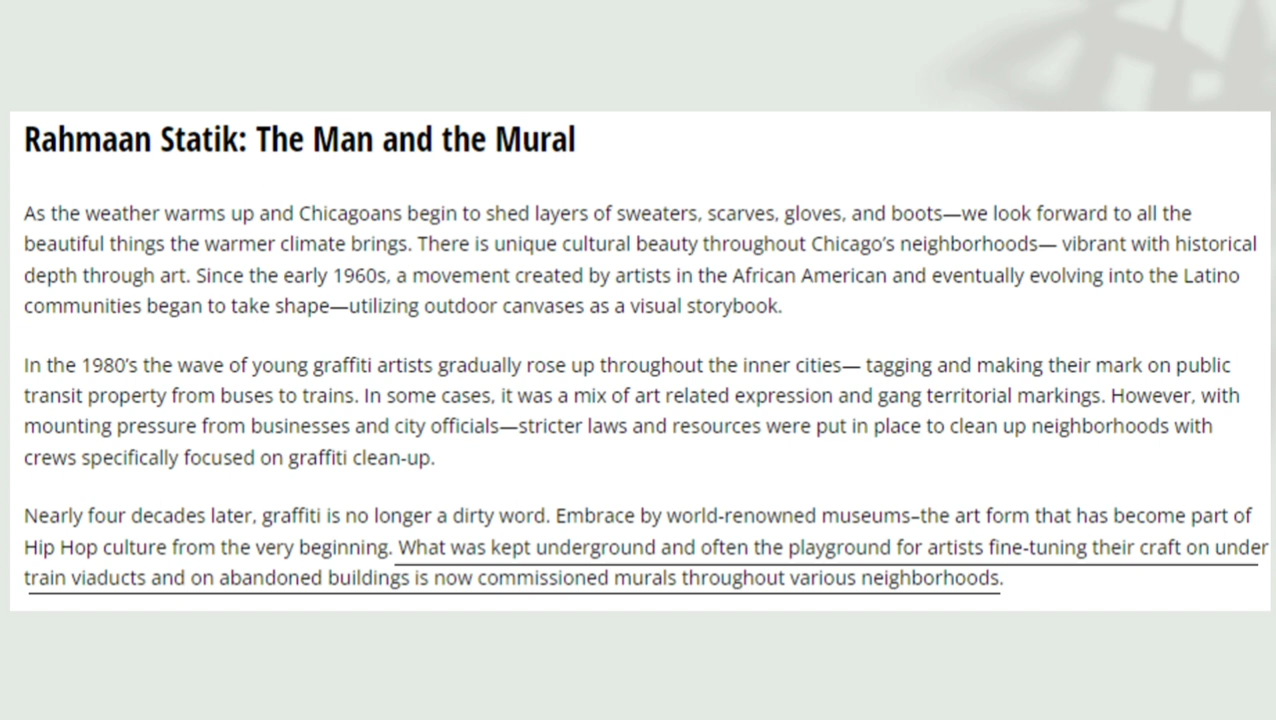 Rahmaan Statik: The Man and the Mural
As the weather warms up and Chicagoans begin to shed layers of sweaters, scarves, gloves, and boots—we look forward to all the
beautiful things the warmer climate brings. There is unique cultural beauty throughout Chicago's neighborhoods— vibrant with historical
depth through art. Since the early 1960s, a movement created by artists in the African American and eventually evolving into the Latino
communities began to take shape—utilizing outdoor canvases as a visual storybook.
In the 1980's the wave of young graffiti artists gradually rose up throughout the inner cities— tagging and making their mark on public
transit property from buses to trains. In some cases, it was a mix of art related expression and gang territorial markings. However, with
mounting pressure from businesses and city officials—stricter laws and resources were put in place to clean up neighborhoods with
crews specifically focused on graffiti clean-up.
Nearly four decades later, graffiti is no longer a dirty word. Embrace by world-renowned museums–the art form that has become part of
Hip Hop culture from the very beginning. What was kept underground and often the playground for artists fine-tuning their craft on under
train viaducts and on abandoned buildings is now commissioned murals throughout various neighborhoods.